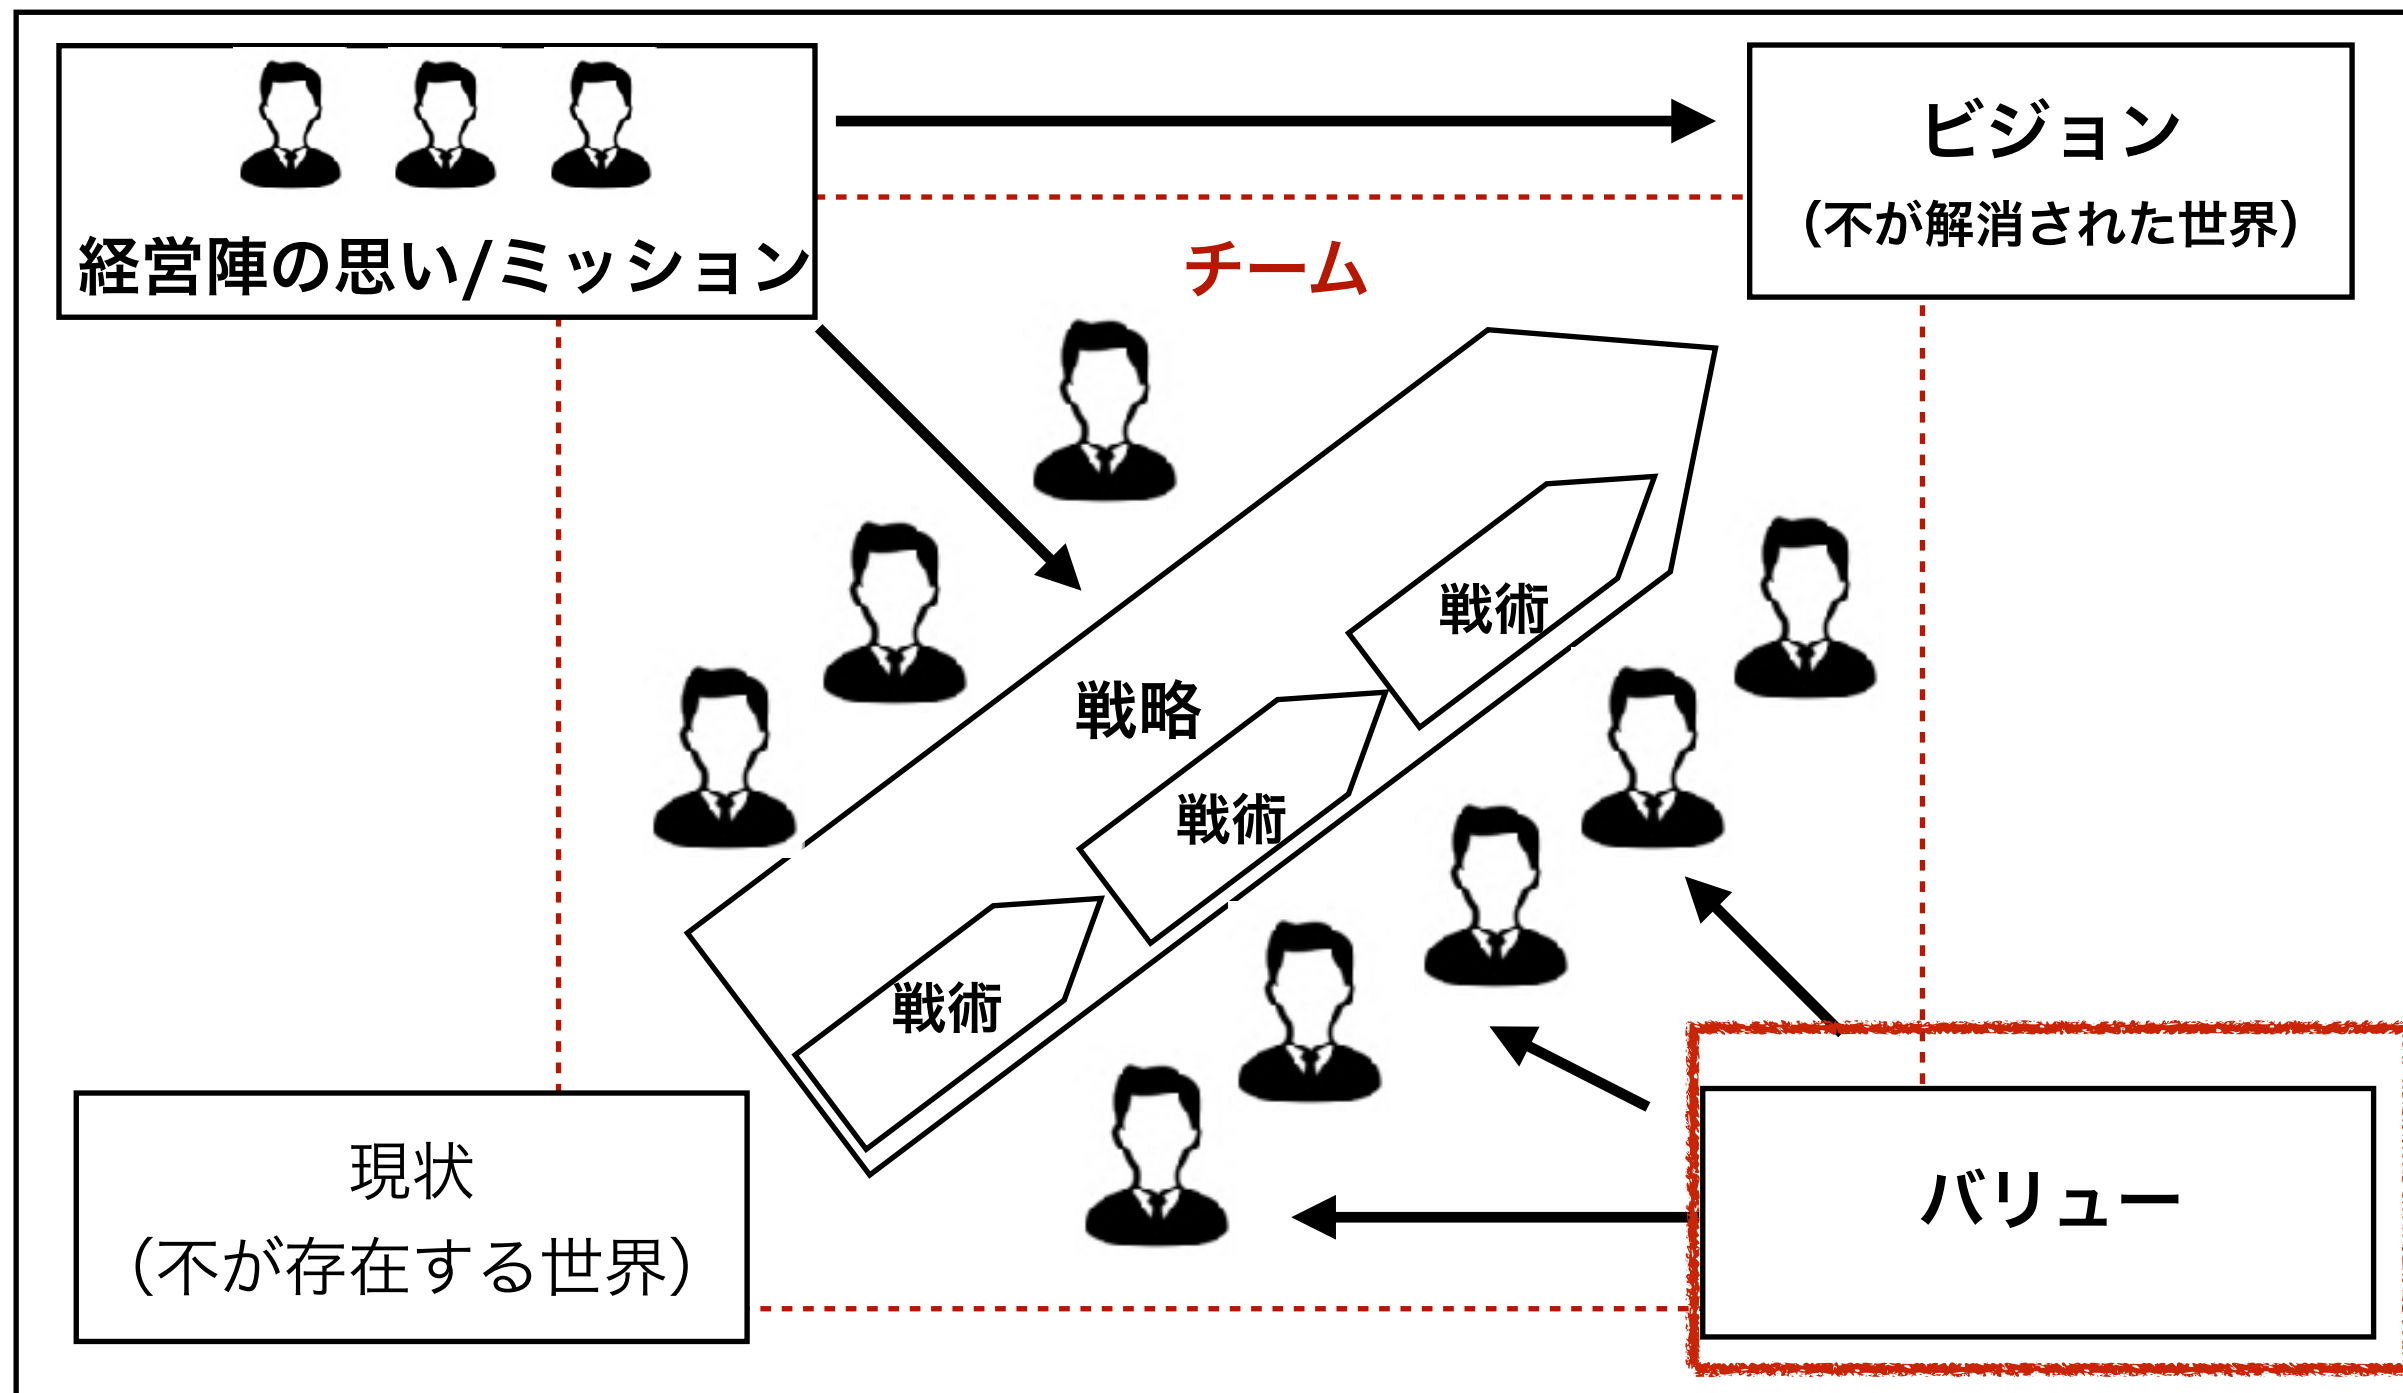 経営陣の思い/ミッション
ビジョン
（不が解消された世界）
チーム
戦術
戦略
戦術
戦術
現状
（不が存在する世界）
バリュー